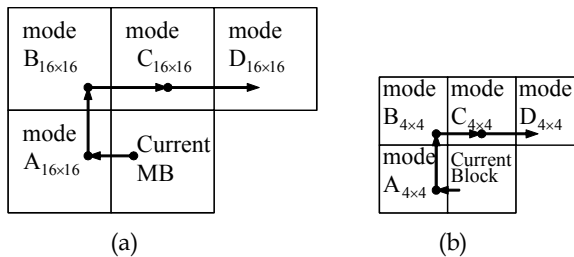 mode mode mode
B16×16 C16×16 D16×16
mode
A16×16
Current
MB
(a)
mode mode mode
B4×4 C4×4 D4×4
mode
A4×4
Current
Block
(b)